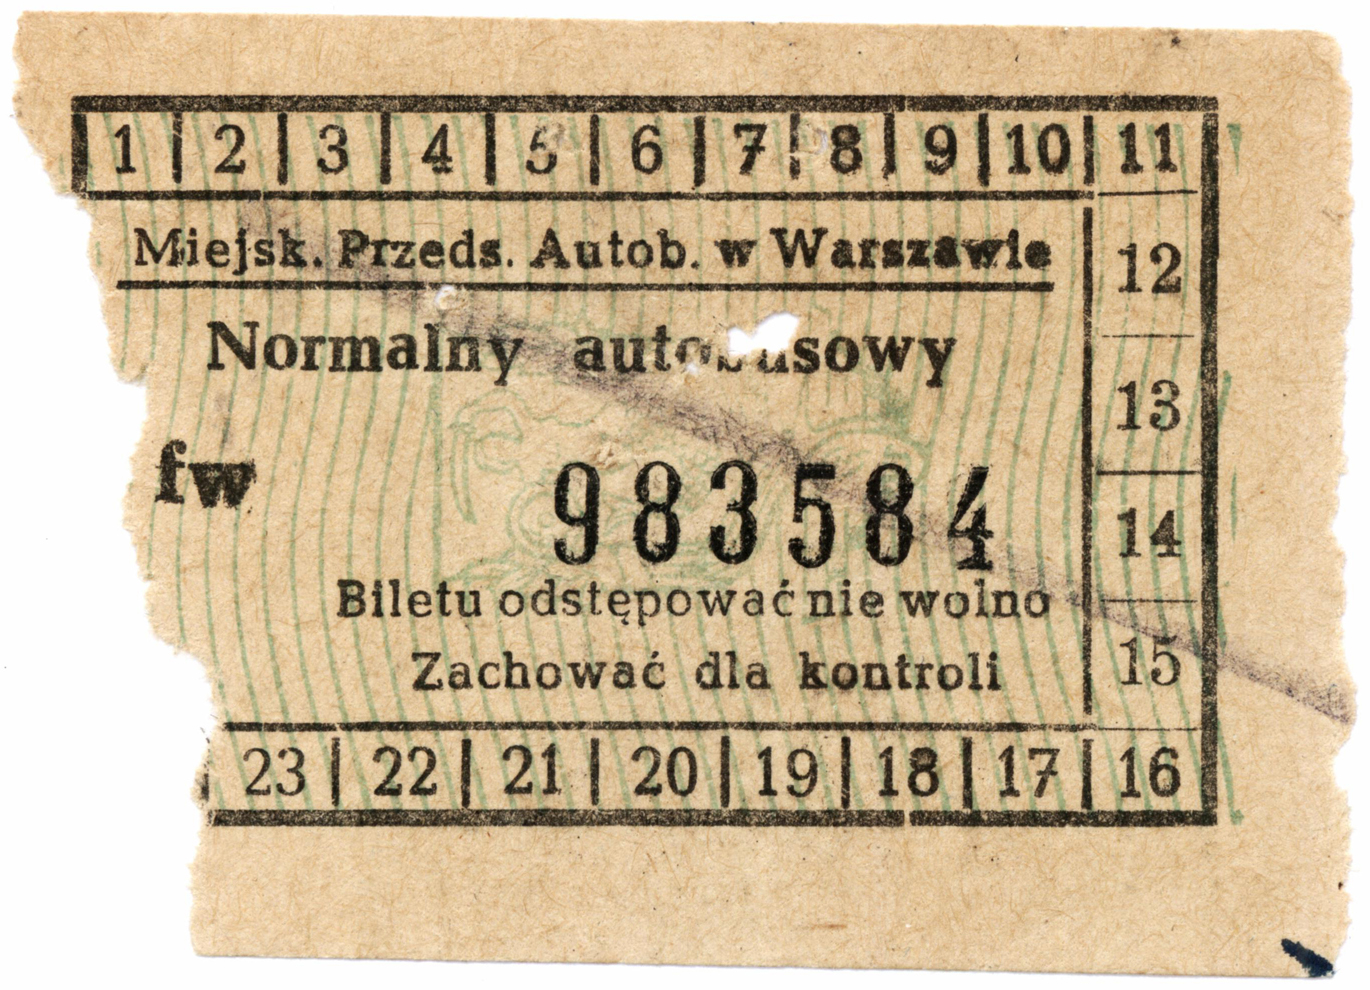 1 2 3 4 5 6 7 8 9 10 11
Miejsk. Przeds. Autob. w Warszawie
12
Normalny autobusowy
13
fw 983584
14
Biletu odstępować nie wolno
Zachować dla kontroli
15
23 22 21 20 19 18 17 16